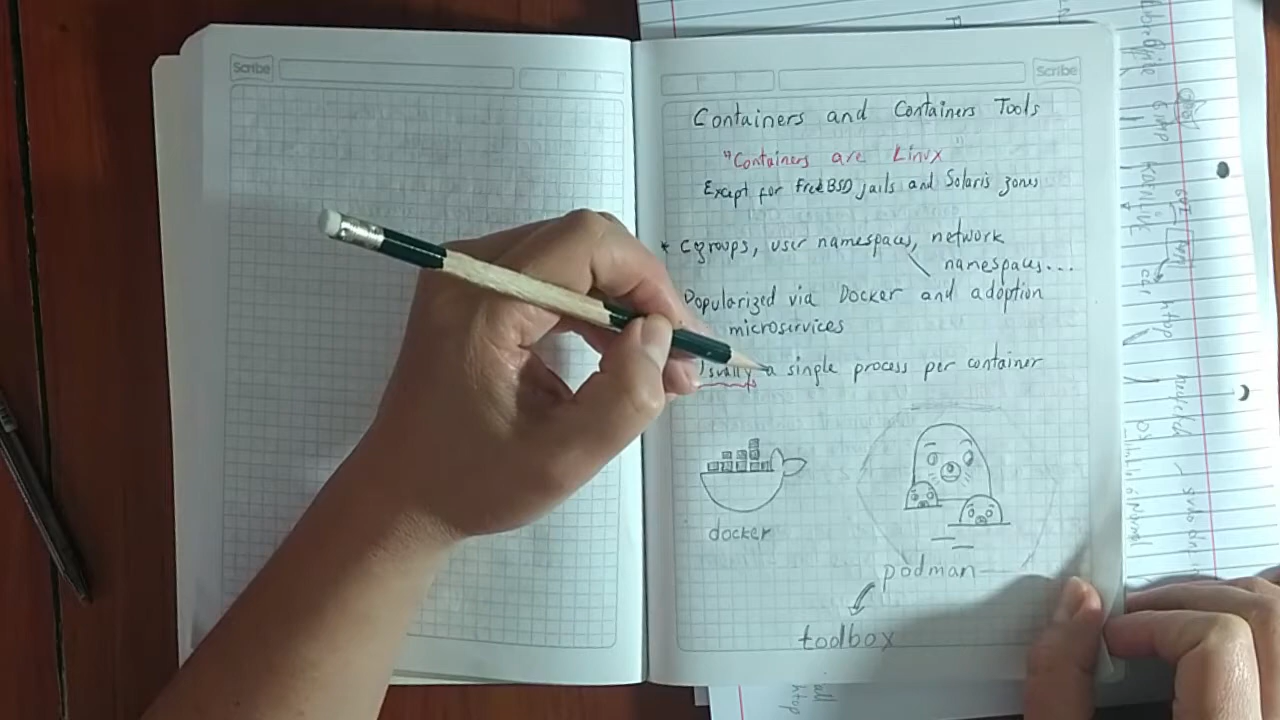 Scribe
Scribe
Containers and Containers Tools
"Containers are Linux"
Except for FreeBSD jails and Solaris zones
* Cgroups, user namespaces, network
namespaces...
Popularized via Docker and adoption
microservices
a single process per container
docker
podman
toolbox
htop